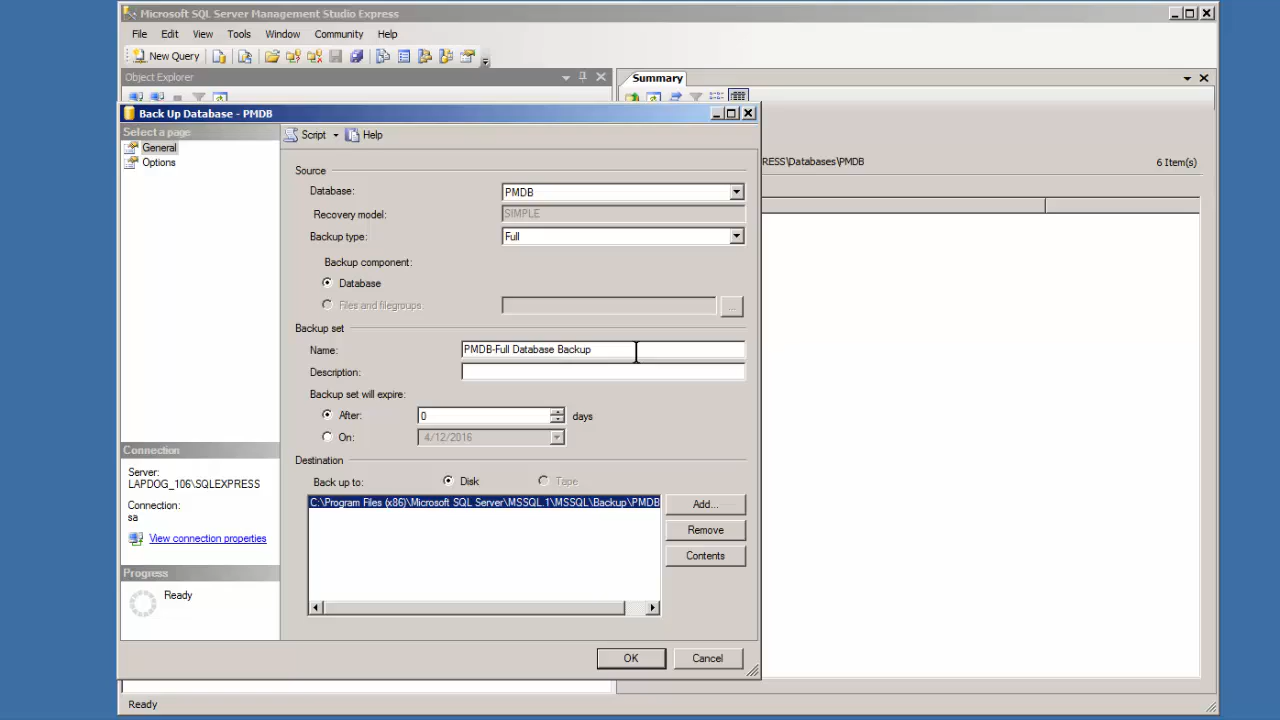 Microsoft SQL Server Management Studio Express
File Edit View Tools Window Community Help
New Query
Object Explorer
Summary
Back Up Database - PMDB
Select a page
General
Options
Script Help
Source
Database: PMDB
Recovery model: SIMPLE
Backup type: Full
Backup component:
Database
Files and filegroups:
...
Backup set
Name: PMDB-Full Database Backup
Description:
Backup set will expire:
After: 0 days
On: 4/12/2016
Destination
Back up to: Disk Tape
C:\Program Files (x86)\Microsoft SQL Server\MSSQL.1\MSSQL\Backup\PMDB
Add...
Remove
Contents
Connection
Server:
LAPDOG_106\SQLEXPRESS
Connection:
sa
View connection properties
Progress
Ready
OK Cancel
RESS\Databases\PMDB 6 Item(s)
Ready